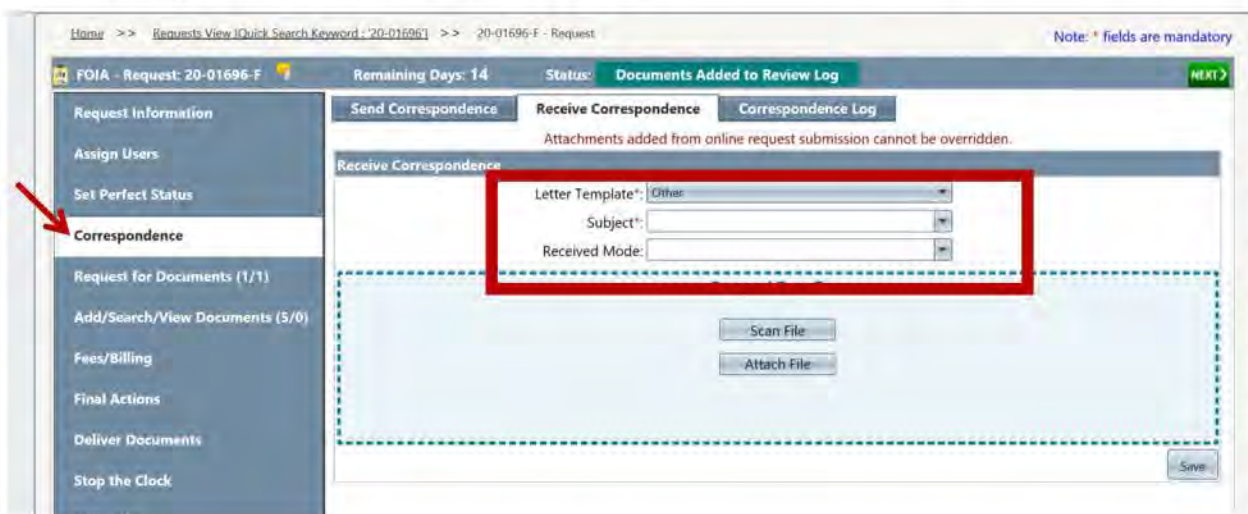 Home >> Requests View [Quick Search Keyword : '20-01696'] >> 20-01696-F - Request
Note: * fields are mandatory
FOIA - Request: 20-01696-F Remaining Days: 14 Status: Documents Added to Review Log NEXT
Request Information
Assign Users
Set Perfect Status
Correspondence
Request for Documents (1/1)
Add/Search/View Documents (5/0)
Fees/Billing
Final Actions
Deliver Documents
Stop the Clock
Send Correspondence Receive Correspondence Correspondence Log
Attachments added from online request submission cannot be overridden.
Receive Correspondence
Letter Template*: Other
Subject*:
Received Mode:
Scan File
Attach File
Save